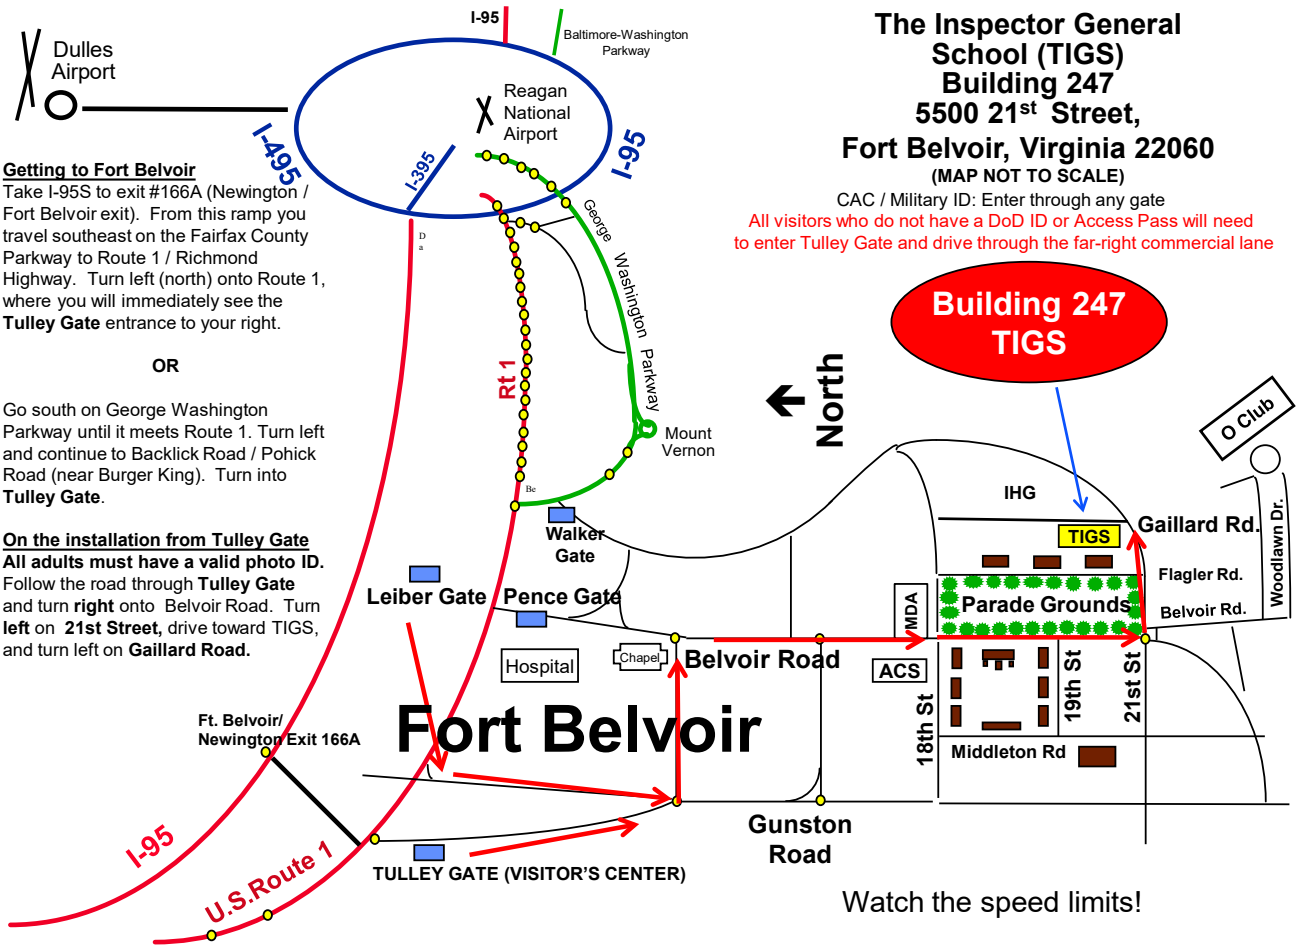 I-95
Baltimore-Washington
Parkway
Dulles
Airport
Reagan
National
Airport
I-495
I-395
I-95
The Inspector General
School (TIGS)
Building 247
5500 21st Street,
Fort Belvoir, Virginia 22060
(MAP NOT TO SCALE)
CAC / Military ID: Enter through any gate
All visitors who do not have a DoD ID or Access Pass will need
to enter Tulley Gate and drive through the far-right commercial lane
Getting to Fort Belvoir
Take I-95S to exit #166A (Newington /
Fort Belvoir exit). From this ramp you
travel southeast on the Fairfax County
Parkway to Route 1 / Richmond
Highway. Turn left (north) onto Route 1,
where you will immediately see the
Tulley Gate entrance to your right.
OR
Go south on George Washington
Parkway until it meets Route 1. Turn left
and continue to Backlick Road / Pohick
Road (near Burger King). Turn into
Tulley Gate.
On the installation from Tulley Gate
All adults must have a valid photo ID.
Follow the road through Tulley Gate
and turn right onto Belvoir Road. Turn
left on 21st Street, drive toward TIGS,
and turn left on Gaillard Road.
D
a
George Washington Parkway
Rt 1
Mount
Vernon
Be
Building 247
TIGS
North
O Club
IHG
TIGS
Gaillard Rd.
Woodlawn Dr.
Flagler Rd.
Belvoir Rd.
Parade Grounds
MDA
Walker
Gate
Leiber Gate
Pence Gate
Hospital
Chapel
Belvoir Road
ACS
18th St
19th St
21st St
Middleton Rd
Fort Belvoir
Ft. Belvoir/
Newington Exit 166A
I-95
U.S.Route 1
TULLEY GATE (VISITOR'S CENTER)
Gunston
Road
Watch the speed limits!